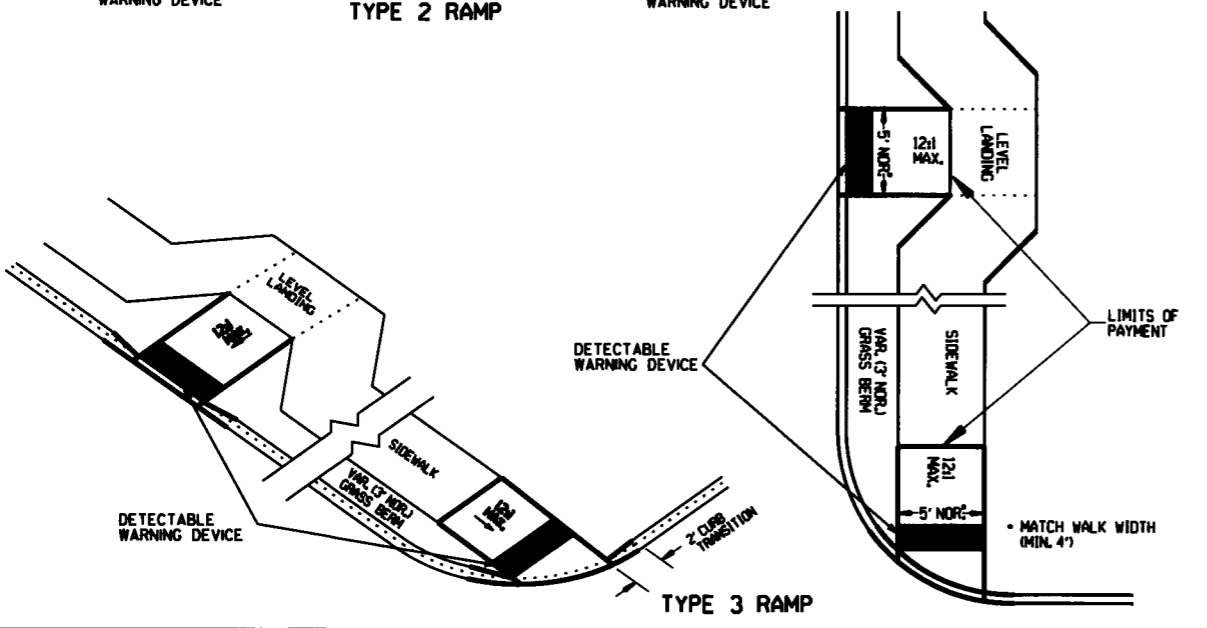 WARNING DEVICE
WARNING DEVICE
TYPE 2 RAMP
LEVEL
LANDING
5' NOR.*
12:1
MAX.
LEVEL
LANDING
DETECTABLE
WARNING DEVICE
LIMITS OF
PAYMENT
VAR. (3' NOR.)
GRASS BERM
SIDEWALK
SIDEWALK
VAR. (3' NOR.)
GRASS BERM
12:1
MAX.
12:1
MAX.
5' NOR.*
DETECTABLE
WARNING DEVICE
2' CURB
TRANSITION
• MATCH WALK WIDTH
(MIN. 4')
TYPE 3 RAMP